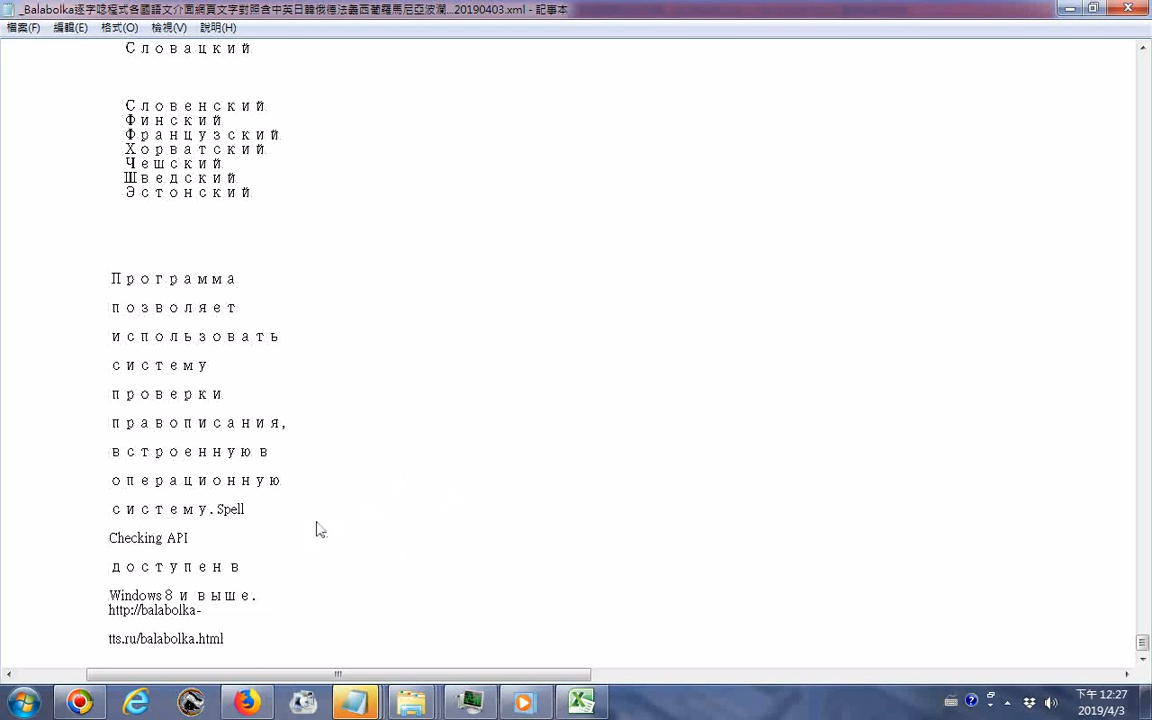 _Balabolka逐字唸程式各國語文介面網頁文字對照含中英日韓俄德法義西葡羅馬尼亞波瀾...20190403.xml - 記事本
檔案(F) 編輯(E) 格式(O) 檢視(V) 說明(H)
Словацкий
Словенский
Финский
Французский
Хорватский
Чешский
Шведский
Эстонский
Программа
позволяет
использовать
систему
проверки
правописания,
встроенную в
операционную
систему. Spell
Checking API
доступен в
Windows 8 и выше.
http://balabolka-
tts.ru/balabolka.html
下午 12:27
2019/4/3